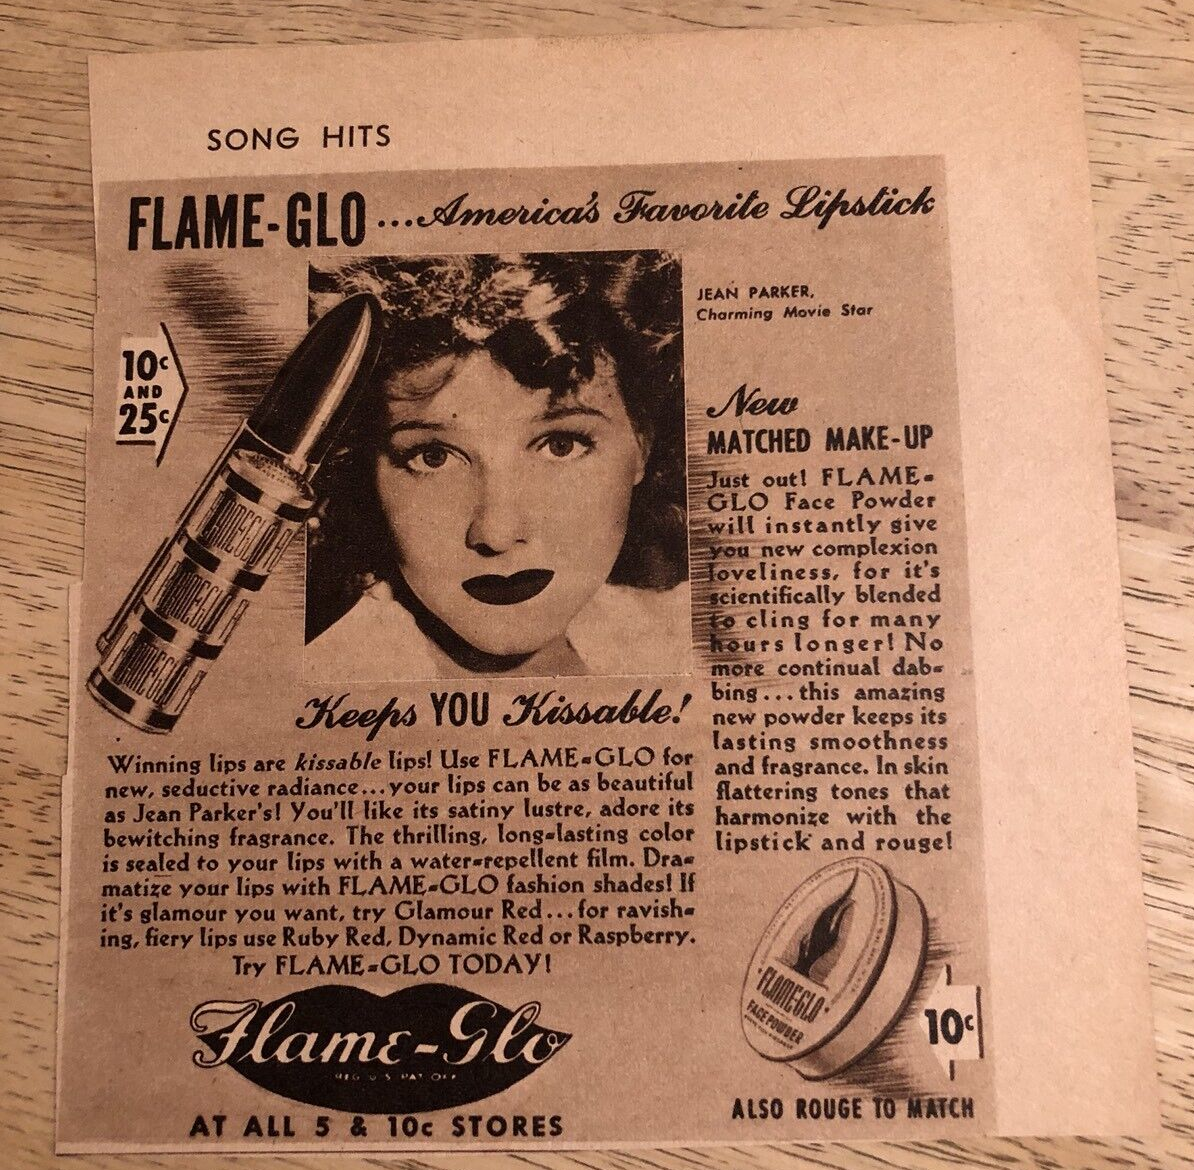 SONG HITS
FLAME-GLO ...America's Favorite Lipstick
JEAN PARKER,
Charming Movie Star
10c
AND
25c
New
MATCHED MAKE-UP
Just out! FLAME-
GLO Face Powder
will instantly give
you new complexion
loveliness, for it's
scientifically blended
to cling for many
hours longer! No
more continual dab-
bing...this amazing
new powder keeps its
lasting smoothness
and fragrance. In skin
flattering tones that
harmonize with the
lipstick and rouge!
Keeps YOU Kissable!
Winning lips are kissable lips! Use FLAME-GLO for
new, seductive radiance...your lips can be as beautiful
as Jean Parker's! You'll like its satiny lustre, adore its
bewitching fragrance. The thrilling, long-lasting color
is sealed to your lips with a water-repellent film. Dra-
matize your lips with FLAME-GLO fashion shades! If
it's glamour you want, try Glamour Red...for ravish-
ing, fiery lips use Ruby Red, Dynamic Red or Raspberry.
Try FLAME-GLO TODAY!
Flame-Glo
REG U S PAT OFF
AT ALL 5 & 10c STORES
FLAME-GLO
FACE POWDER
10c
ALSO ROUGE TO MATCH